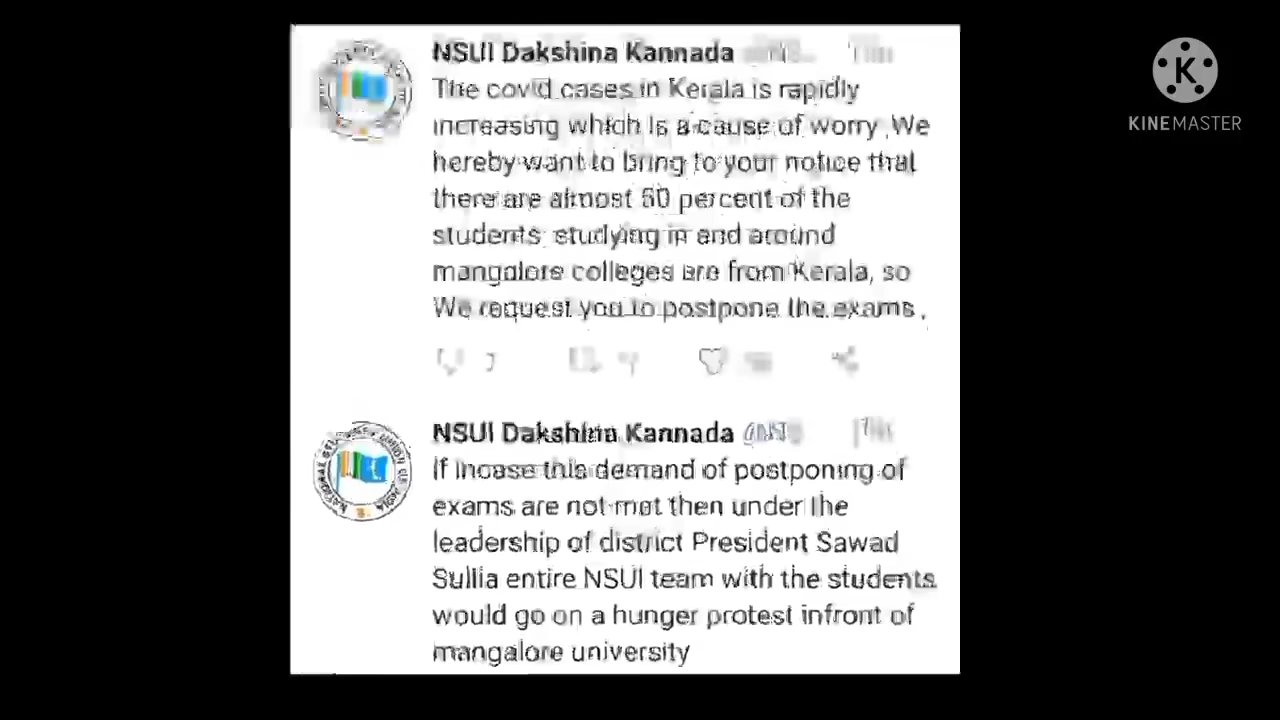 NSUI Dakshina Kannada
The covid cases in Kerala is rapidly
increasing which is a cause of worry .We
hereby want to bring to your notice that
there are almost 50 percent of the
students studying in and around
mangalore colleges are from Kerala, so
We request you to postpone the exams ,
NSUI Dakshina Kannada
If incase this demand of postponing of
exams are not met then under the
leadership of district President Sawad
Sullia entire NSUI team with the students
would go on a hunger protest infront of
mangalore university
K
KINEMASTER